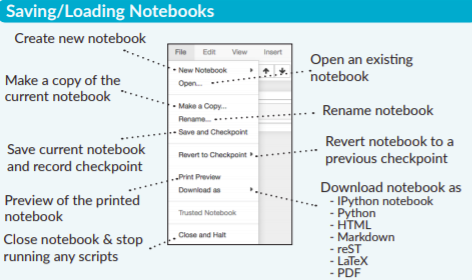 Saving/Loading Notebooks
Create new notebook
Make a copy of the
current notebook
Save current notebook
and record checkpoint
Preview of the printed
notebook
Close notebook & stop
running any scripts
File Edit View Insert
New Notebook
Open...
Make a Copy...
Rename...
Save and Checkpoint
Revert to Checkpoint
Print Preview
Download as
Trusted Notebook
Close and Halt
Open an existing
notebook
Rename notebook
Revert notebook to a
previous checkpoint
Download notebook as
- IPython notebook
- Python
- HTML
- Markdown
- reST
- LaTeX
- PDF